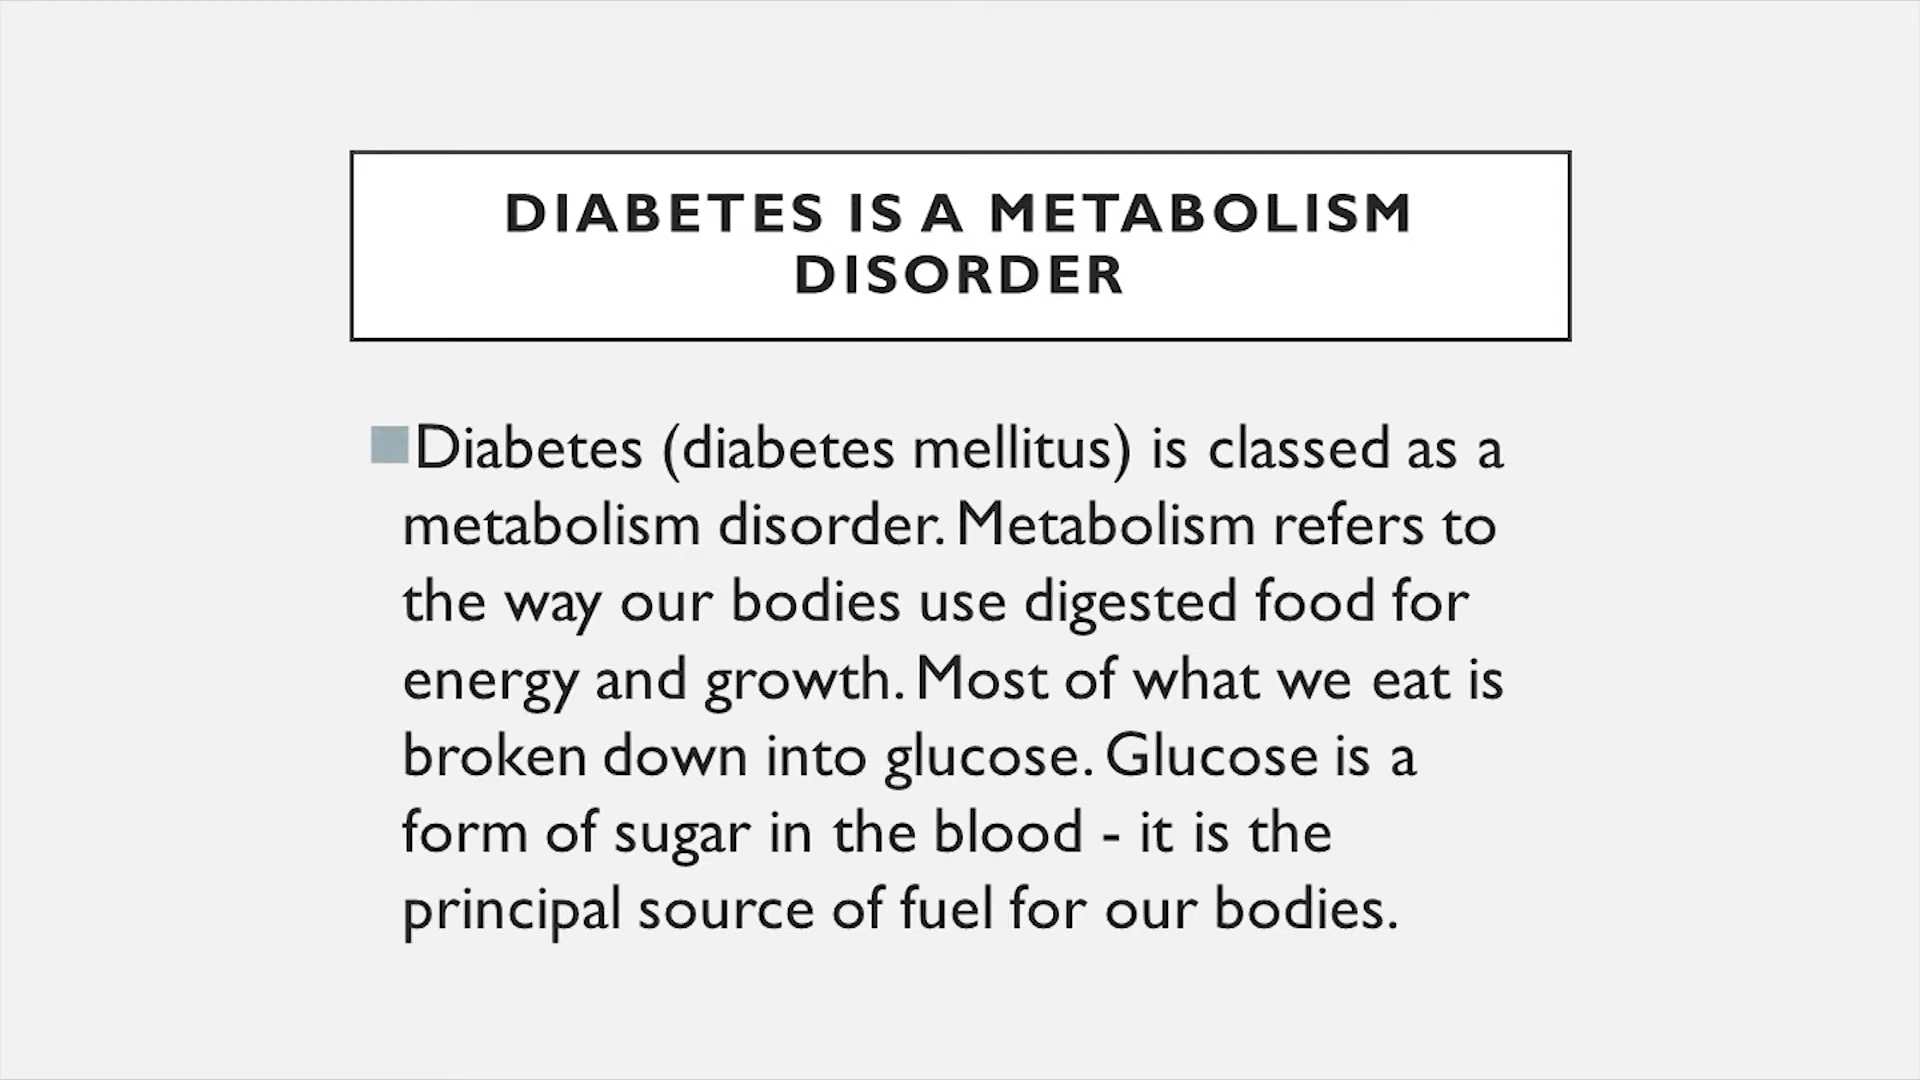 DIABETES IS A METABOLISM
DISORDER
Diabetes (diabetes mellitus) is classed as a
metabolism disorder. Metabolism refers to
the way our bodies use digested food for
energy and growth. Most of what we eat is
broken down into glucose. Glucose is a
form of sugar in the blood - it is the
principal source of fuel for our bodies.